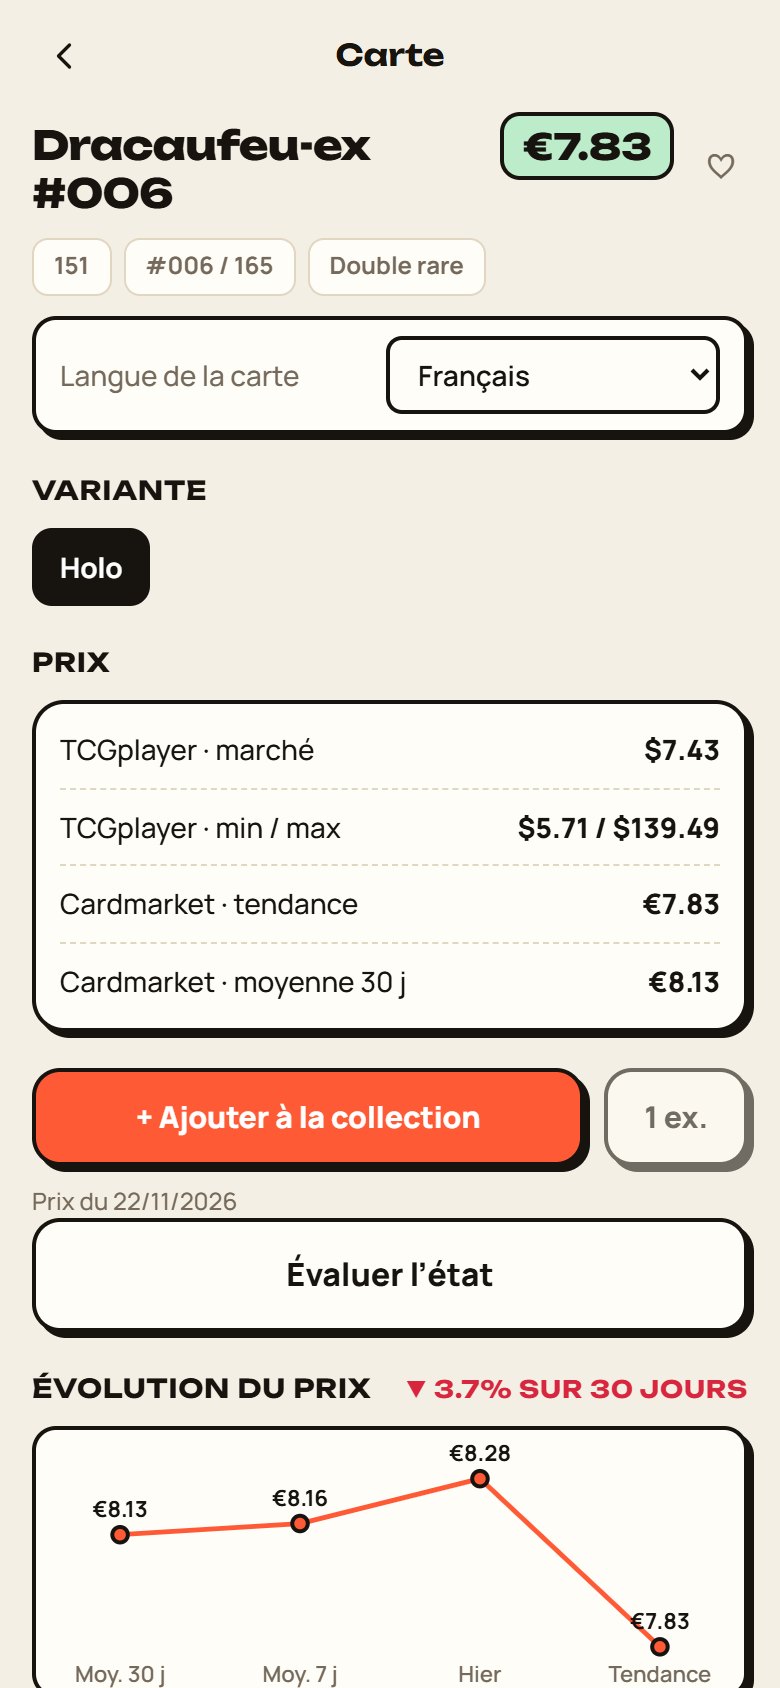 Carte
Dracaufeu-ex
#006
€7.83
151
#006 / 165
Double rare
Langue de la carte
Français
VARIANTE
Holo
PRIX
TCGplayer · marché
$7.43
TCGplayer · min / max
$5.71 / $139.49
Cardmarket · tendance
€7.83
Cardmarket · moyenne 30 j
€8.13
+ Ajouter à la collection
1 ex.
Prix du 22/11/2026
Évaluer l’état
ÉVOLUTION DU PRIX
▼ 3.7% SUR 30 JOURS
€8.13
€8.16
€8.28
€7.83
Moy. 30 j
Moy. 7 j
Hier
Tendance